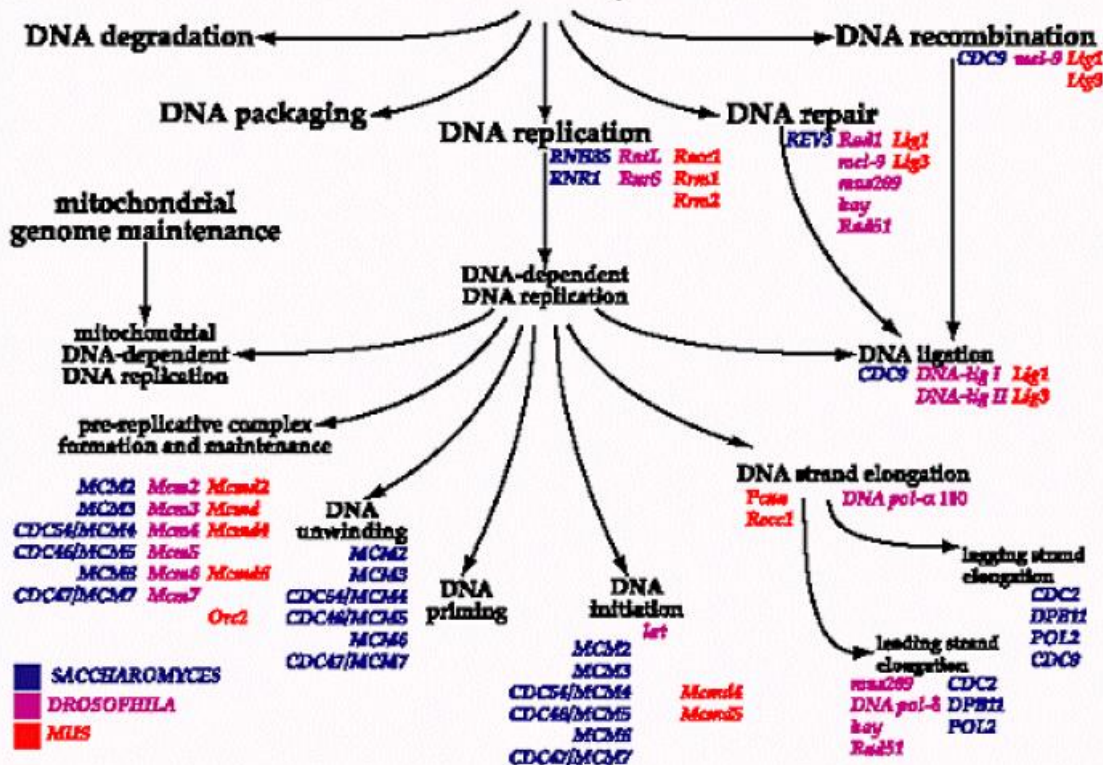 DNA degradation
DNA recombination
CDC9 mei-9 Lig1
Lig3
DNA packaging
DNA repair
REV3 Rad1 Lig1
mei-9 Lig3
mus209
hay
Rad51
DNA replication
RNH35 RnrL Recc1
RNR1 RnrS Rrm1
Rrm2
mitochondrial
genome maintenance
DNA-dependent
DNA replication
mitochondrial
DNA-dependent
DNA replication
DNA ligation
CDC9 DNA-lig I Lig1
DNA-lig II Lig3
pre-replicative complex
formation and maintenance
MCM2 Mcm2 Mcmd2
MCM3 Mcm3 Mcmd
CDC54/MCM4 Mcm4 Mcmd4
CDC46/MCM5 Mcm5
MCM6 Mcm6 Mcmd6
CDC47/MCM7 Mcm7
Orc2
DNA
unwinding
MCM2
MCM3
CDC54/MCM4
CDC46/MCM5
MCM6
CDC47/MCM7
DNA
priming
DNA
initiation
MCM2
MCM3
CDC54/MCM4 Mcmd4
CDC46/MCM5 Mcmd5
MCM6
CDC47/MCM7
DNA strand elongation
Pcna DNA pol-α 180
Recc1
lagging strand
elongation
CDC2
DPB11
POL2
CDC9
leading strand
elongation
mus209 CDC2
DNA pol-δ DPB11
hay POL2
Rad51
SACCHAROMYCES
DROSOPHILA
MUS